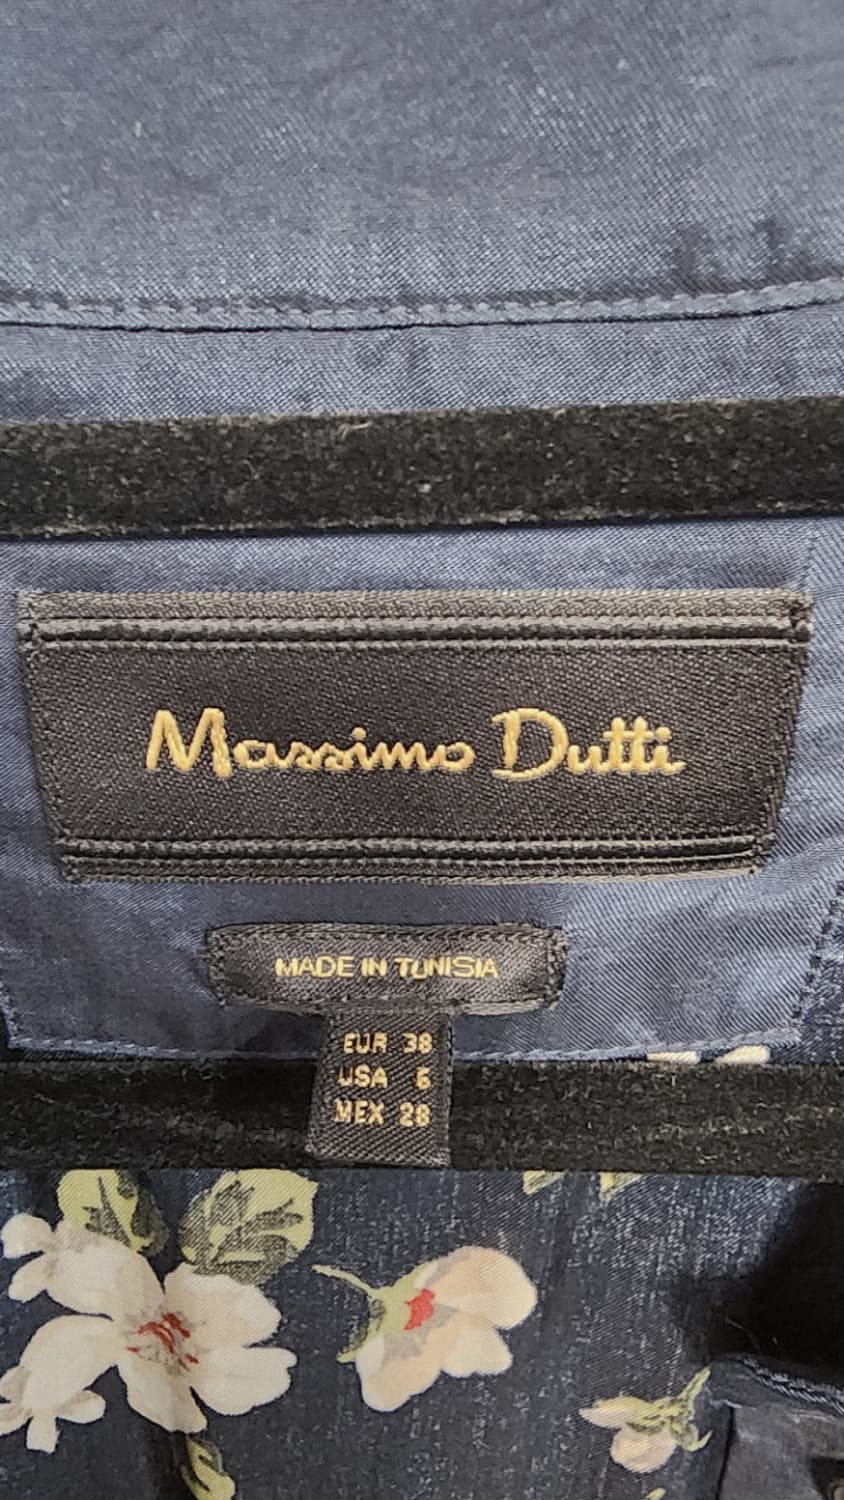 Massimo Dutti
MADE IN TUNISIA
EUR 38
USA 6
MEX 28